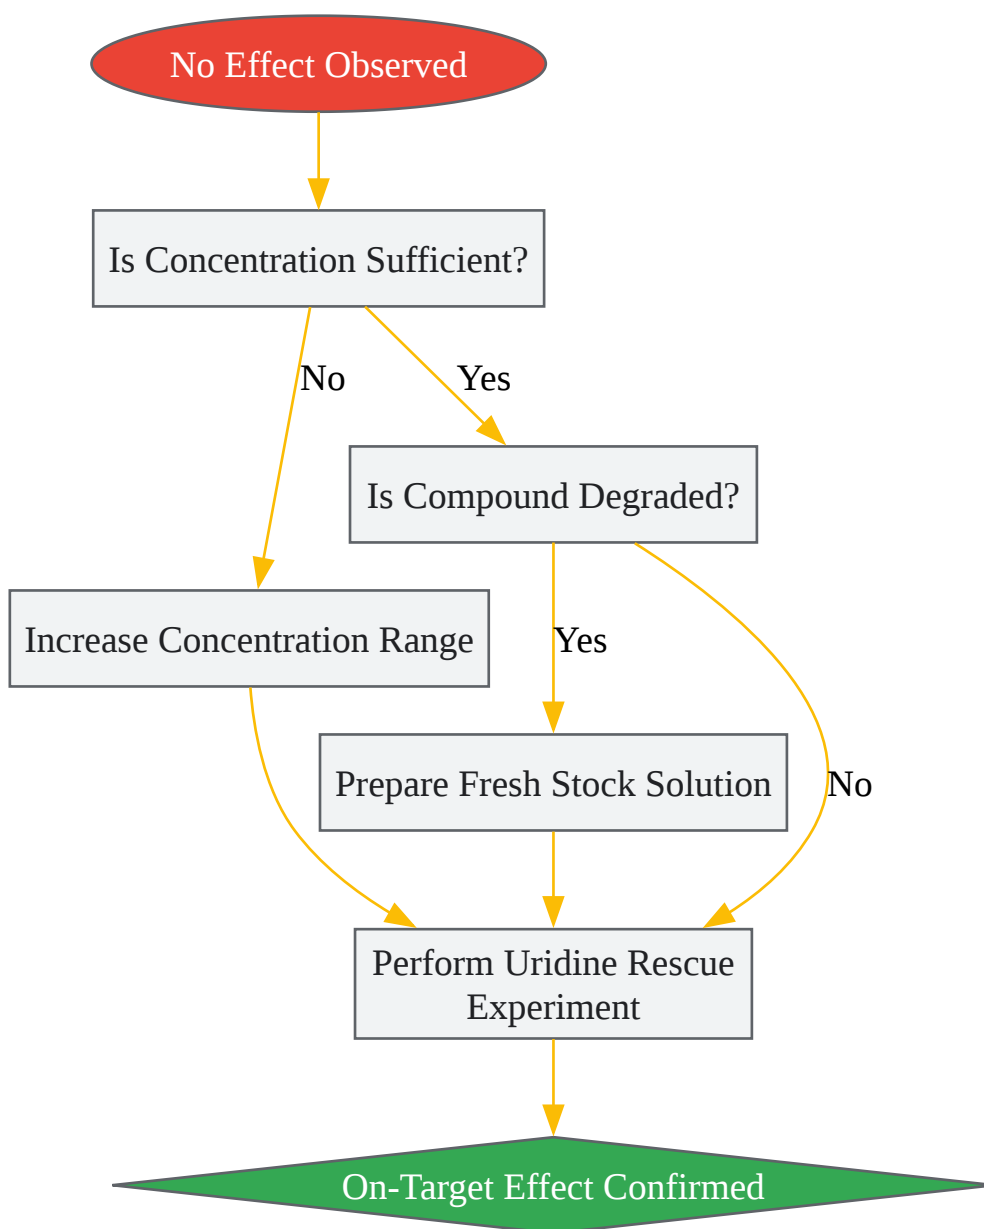 No Effect Observed
Is Concentration Sufficient?
No
Yes
Is Compound Degraded?
Increase Concentration Range
Yes
Prepare Fresh Stock Solution
No
Perform Uridine Rescue
Experiment
On-Target Effect Confirmed